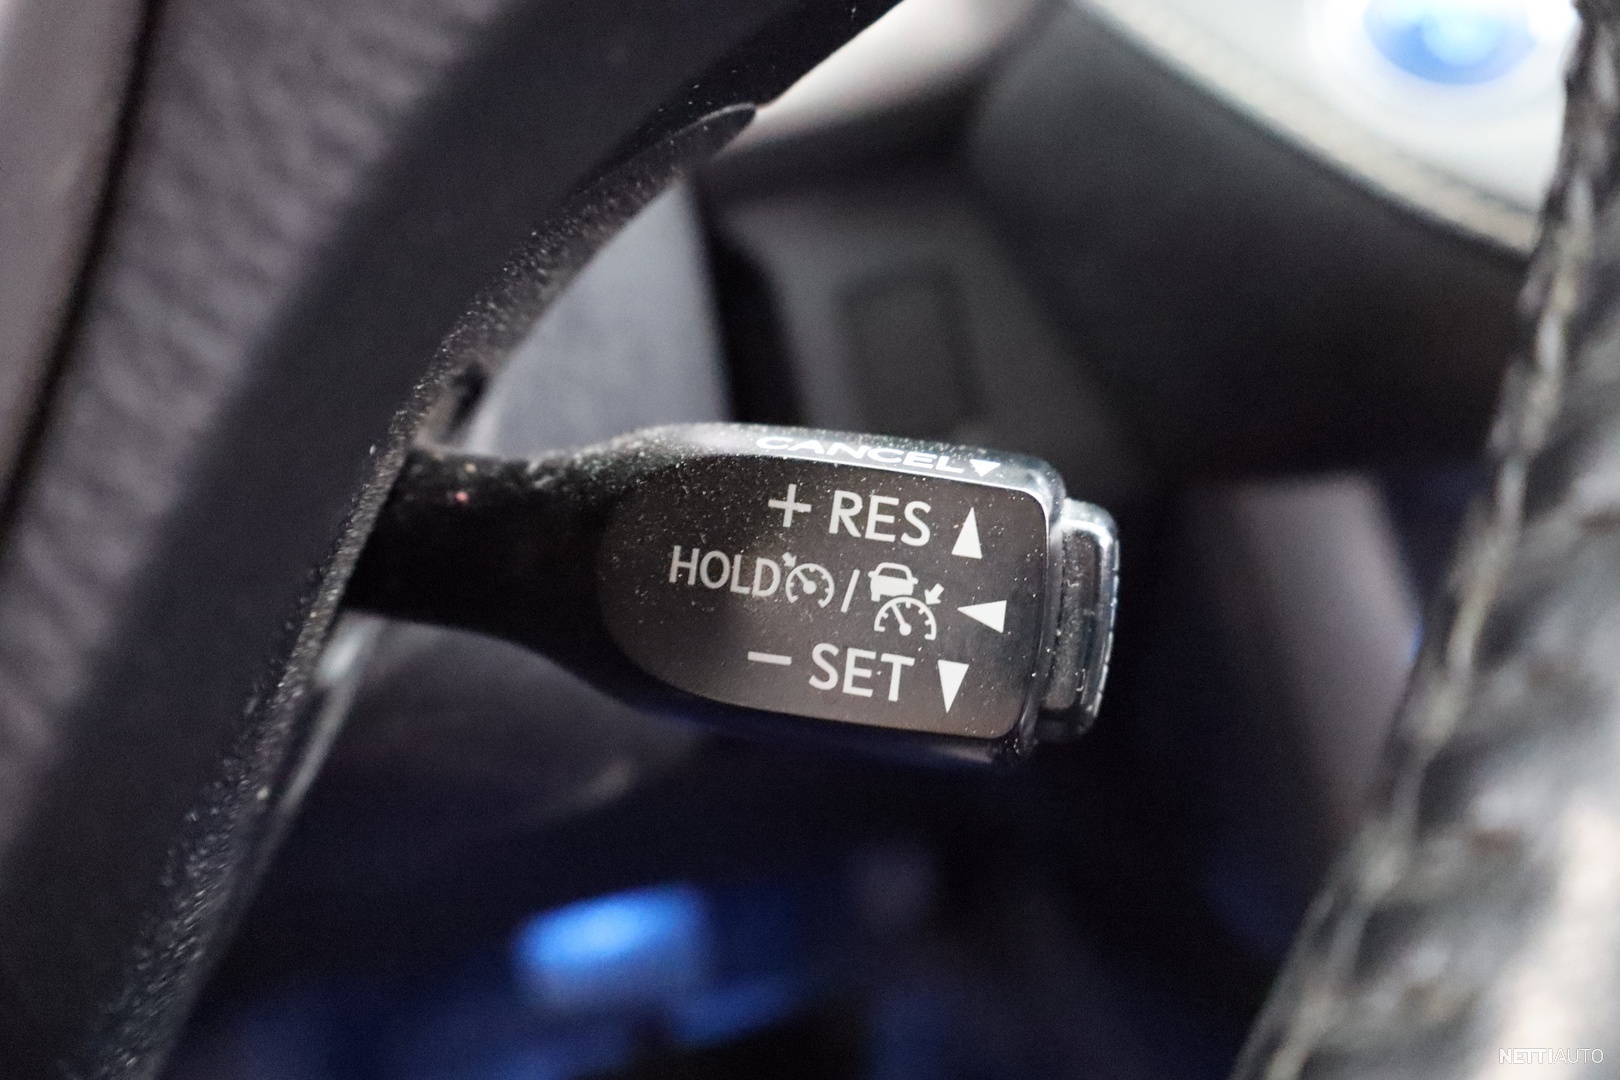 CANCEL▼
+ RES ▲
HOLD / ◀
− SET ▼
NETTIAUTO